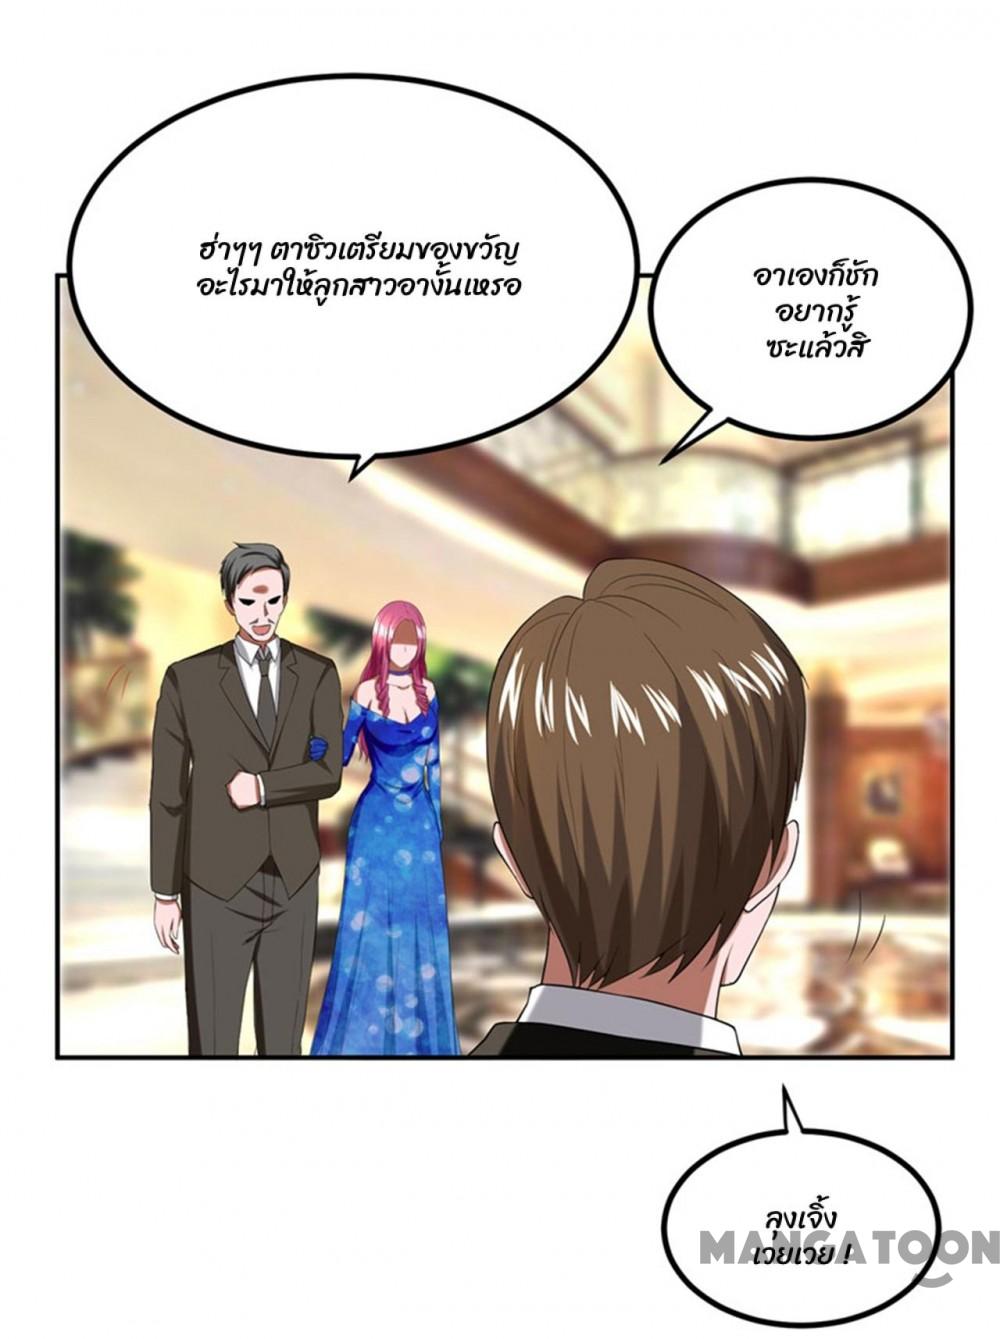 ฮ่าๆๆ ตาซิวเตรียมของขวัญ
อะไรมาให้ลูกสาวอางั้นเหรอ
อาเองก็ชัก
อยากรู้
ซะแล้วสิ
ลุงเจิ้ง
เวยเวย !
MANGATOON